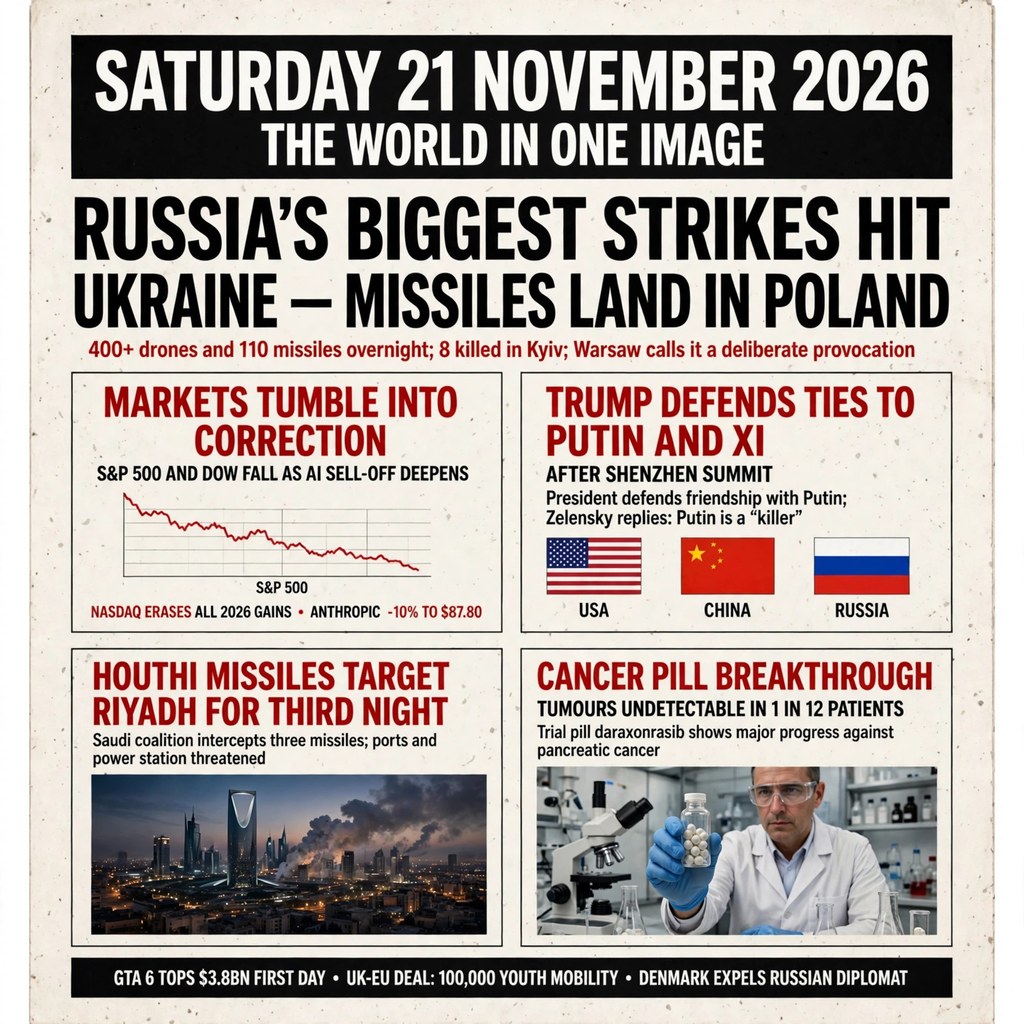 SATURDAY 21 NOVEMBER 2026
THE WORLD IN ONE IMAGE
RUSSIA’S BIGGEST STRIKES HIT
UKRAINE — MISSILES LAND IN POLAND
400+ drones and 110 missiles overnight; 8 killed in Kyiv; Warsaw calls it a deliberate provocation
MARKETS TUMBLE INTO
CORRECTION
S&P 500 AND DOW FALL AS AI SELL-OFF DEEPENS
S&P 500
NASDAQ ERASES ALL 2026 GAINS • ANTHROPIC -10% TO $87.80
TRUMP DEFENDS TIES TO
PUTIN AND XI
AFTER SHENZHEN SUMMIT
President defends friendship with Putin;
Zelensky replies: Putin is a “killer”
USA
CHINA
RUSSIA
HOUTHI MISSILES TARGET
RIYADH FOR THIRD NIGHT
Saudi coalition intercepts three missiles; ports and
power station threatened
CANCER PILL BREAKTHROUGH
TUMOURS UNDETECTABLE IN 1 IN 12 PATIENTS
Trial pill daraxonrasib shows major progress against
pancreatic cancer
GTA 6 TOPS $3.8BN FIRST DAY • UK-EU DEAL: 100,000 YOUTH MOBILITY • DENMARK EXPELS RUSSIAN DIPLOMAT